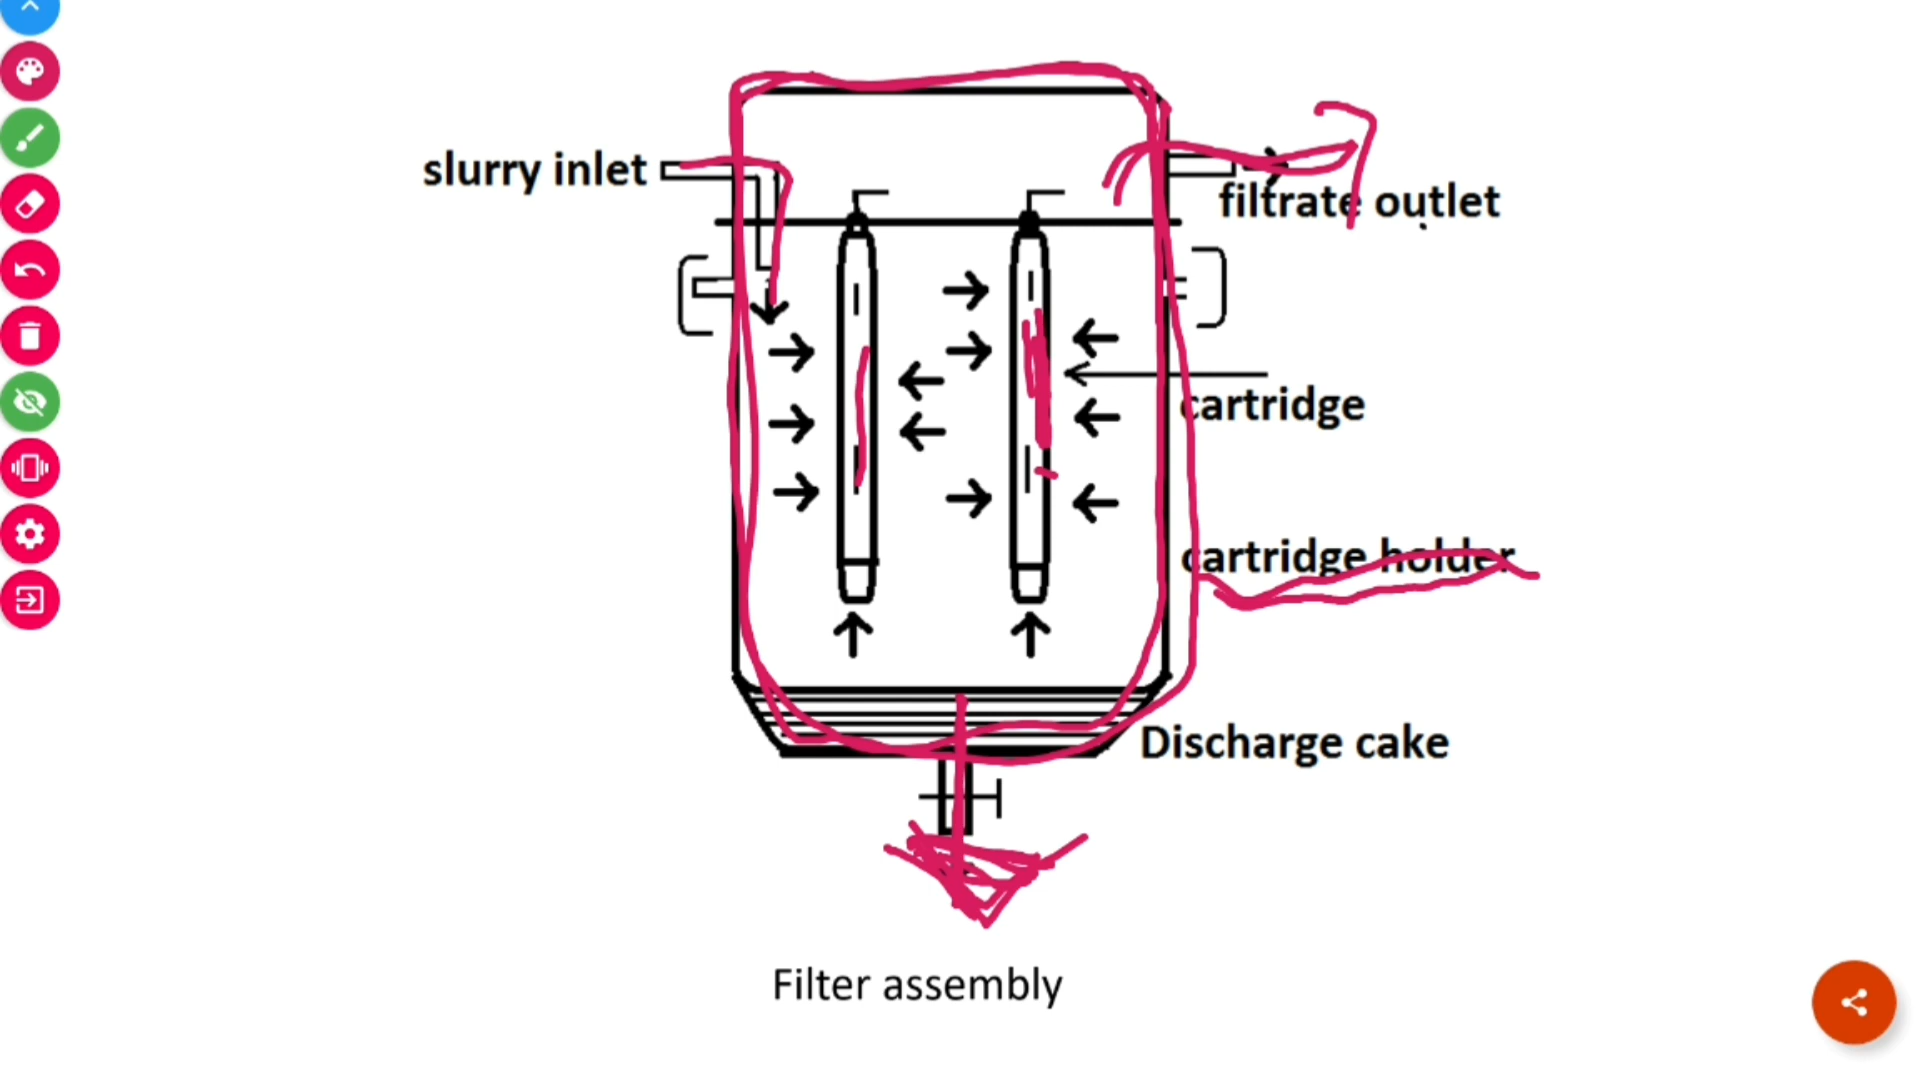 slurry inlet
filtrate outlet
cartridge
cartridge holder
Discharge cake
Filter assembly